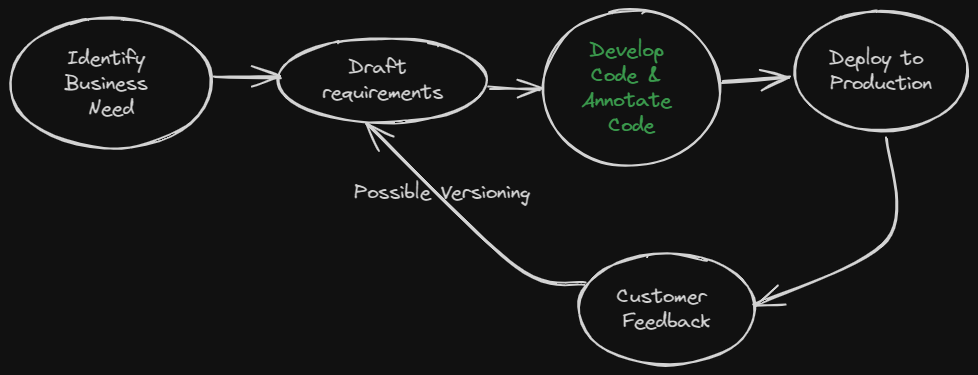 Identify
Business
Need
Draft
requirements
Develop
Code &
Annotate
Code
Deploy to
Production
Possible Versioning
Customer
Feedback